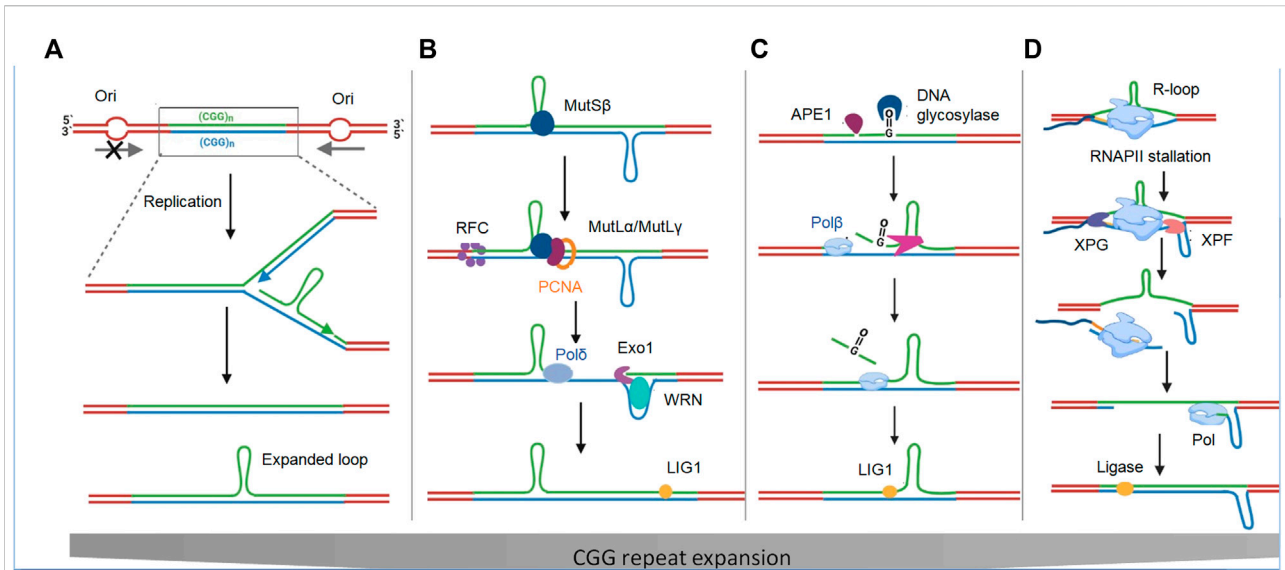 A
Ori
Ori
5`
3`
(CGG)n
(CGG)n
3`
5`
Replication
Expanded loop
B
MutSβ
RFC
MutLα/MutLγ
PCNA
Polδ
Exo1
WRN
LIG1
C
APE1
DNA
glycosylase
O
G
Polβ
O
G
O
G
LIG1
D
R-loop
RNAPII stallation
XPG
XPF
Pol
Ligase
CGG repeat expansion